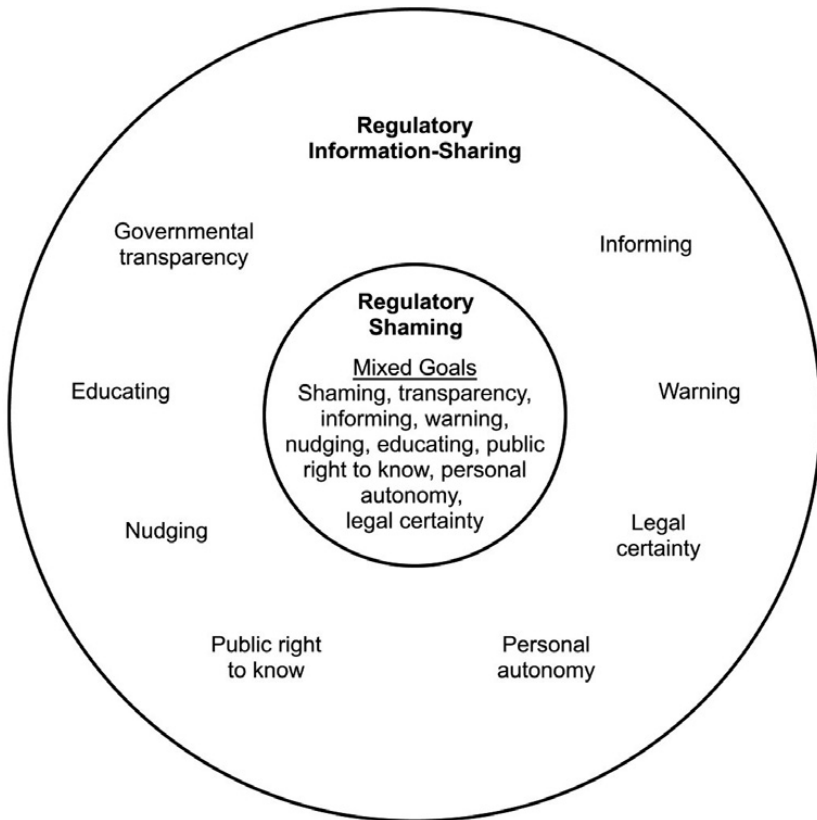 Regulatory
Information-Sharing
Governmental
transparency
Informing
Regulatory
Shaming
Mixed Goals
Shaming, transparency,
informing, warning,
nudging, educating, public
right to know, personal
autonomy,
legal certainty
Educating
Warning
Nudging
Legal
certainty
Public right
to know
Personal
autonomy